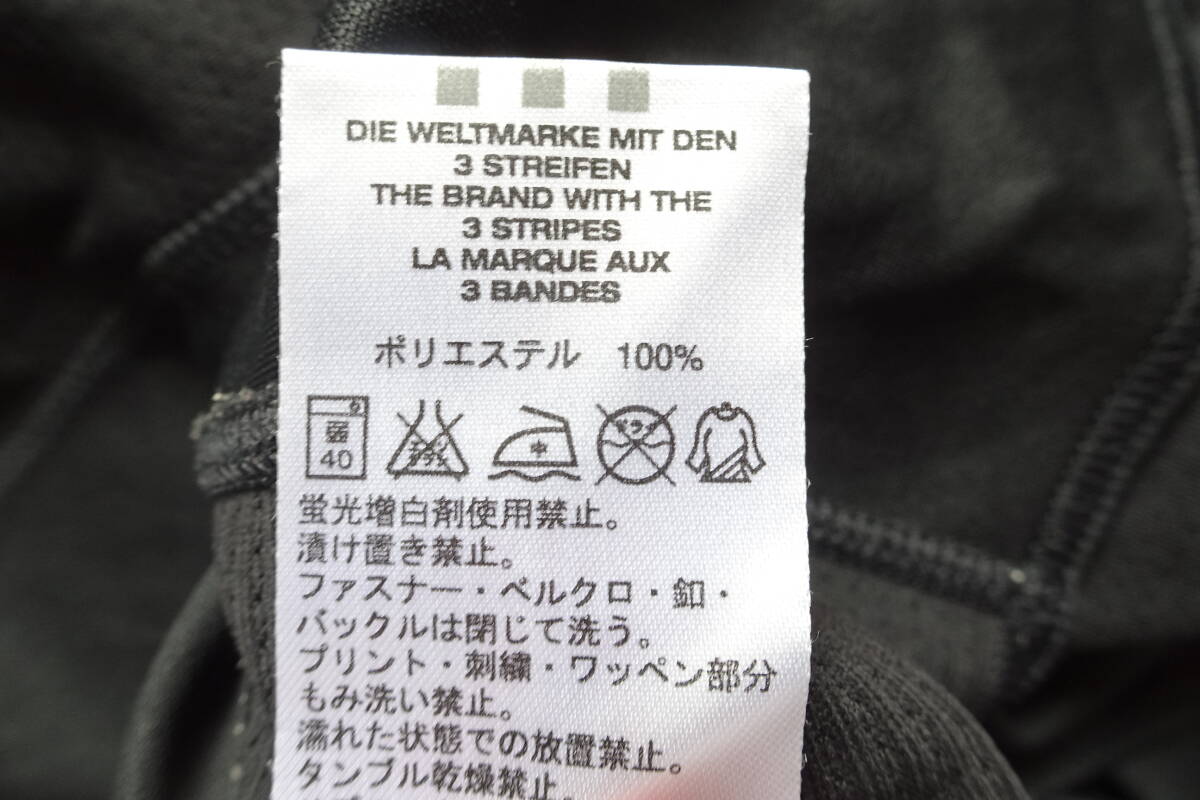 DIE WELTMARKE MIT DEN
3 STREIFEN
THE BRAND WITH THE
3 STRIPES
LA MARQUE AUX
3 BANDES
ポリエステル 100%
弱
40
ドライ
蛍光増白剤使用禁止。
漬け置き禁止。
ファスナー・ベルクロ・釦・
バックルは閉じて洗う。
プリント・刺繍・ワッペン部分
もみ洗い禁止。
濡れた状態での放置禁止。
タンブル乾燥禁止。